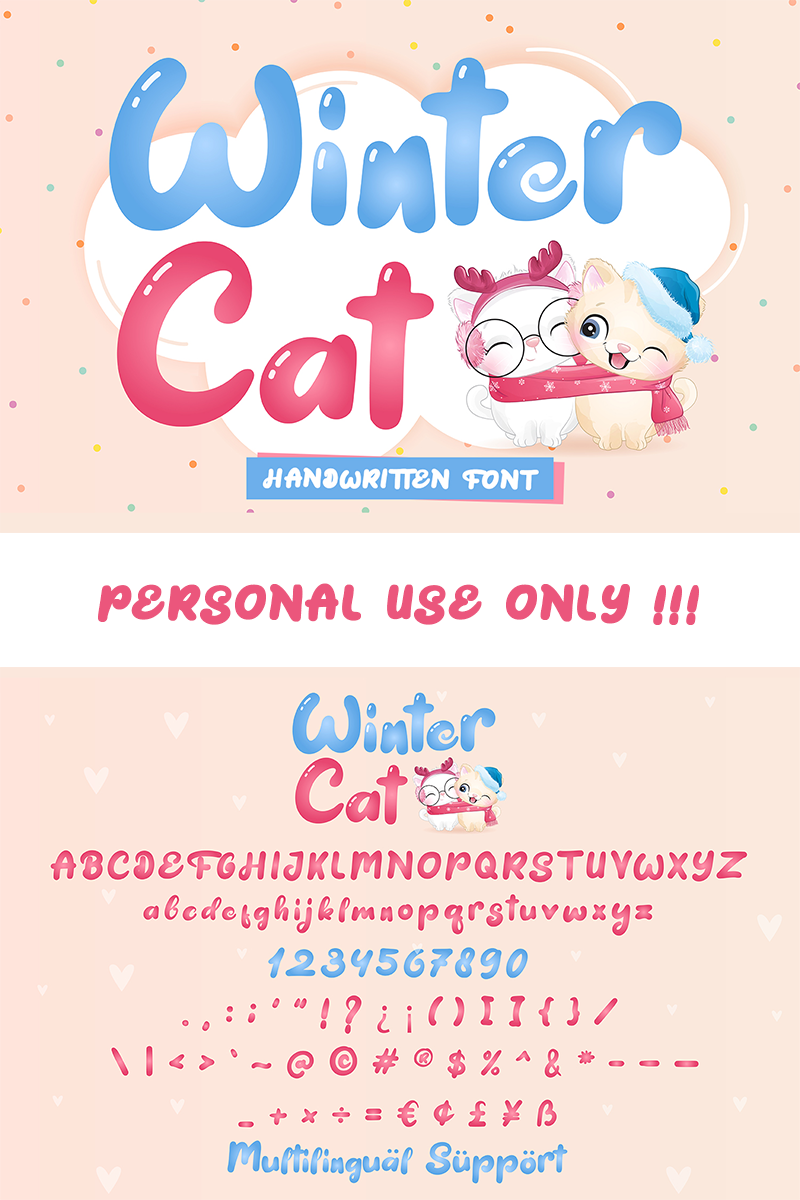 Winter
Cat
HANDWRITTEN FONT
PERSONAL USE ONLY !!!
Winter
Cat
ABCDEFGHIJKLMNOPQRSTUVWXYZ
abcdefghijklmnopqrstuvwxyz
1234567890
. , : ; ' " ! ? ¿ ¡ ( ) [ ] { } /
\ | < > ` ~ @ © # ® $ % ^ & * - – —
_ + × ÷ = € ¢ £ ¥ ß
Multilinguäl Süppört